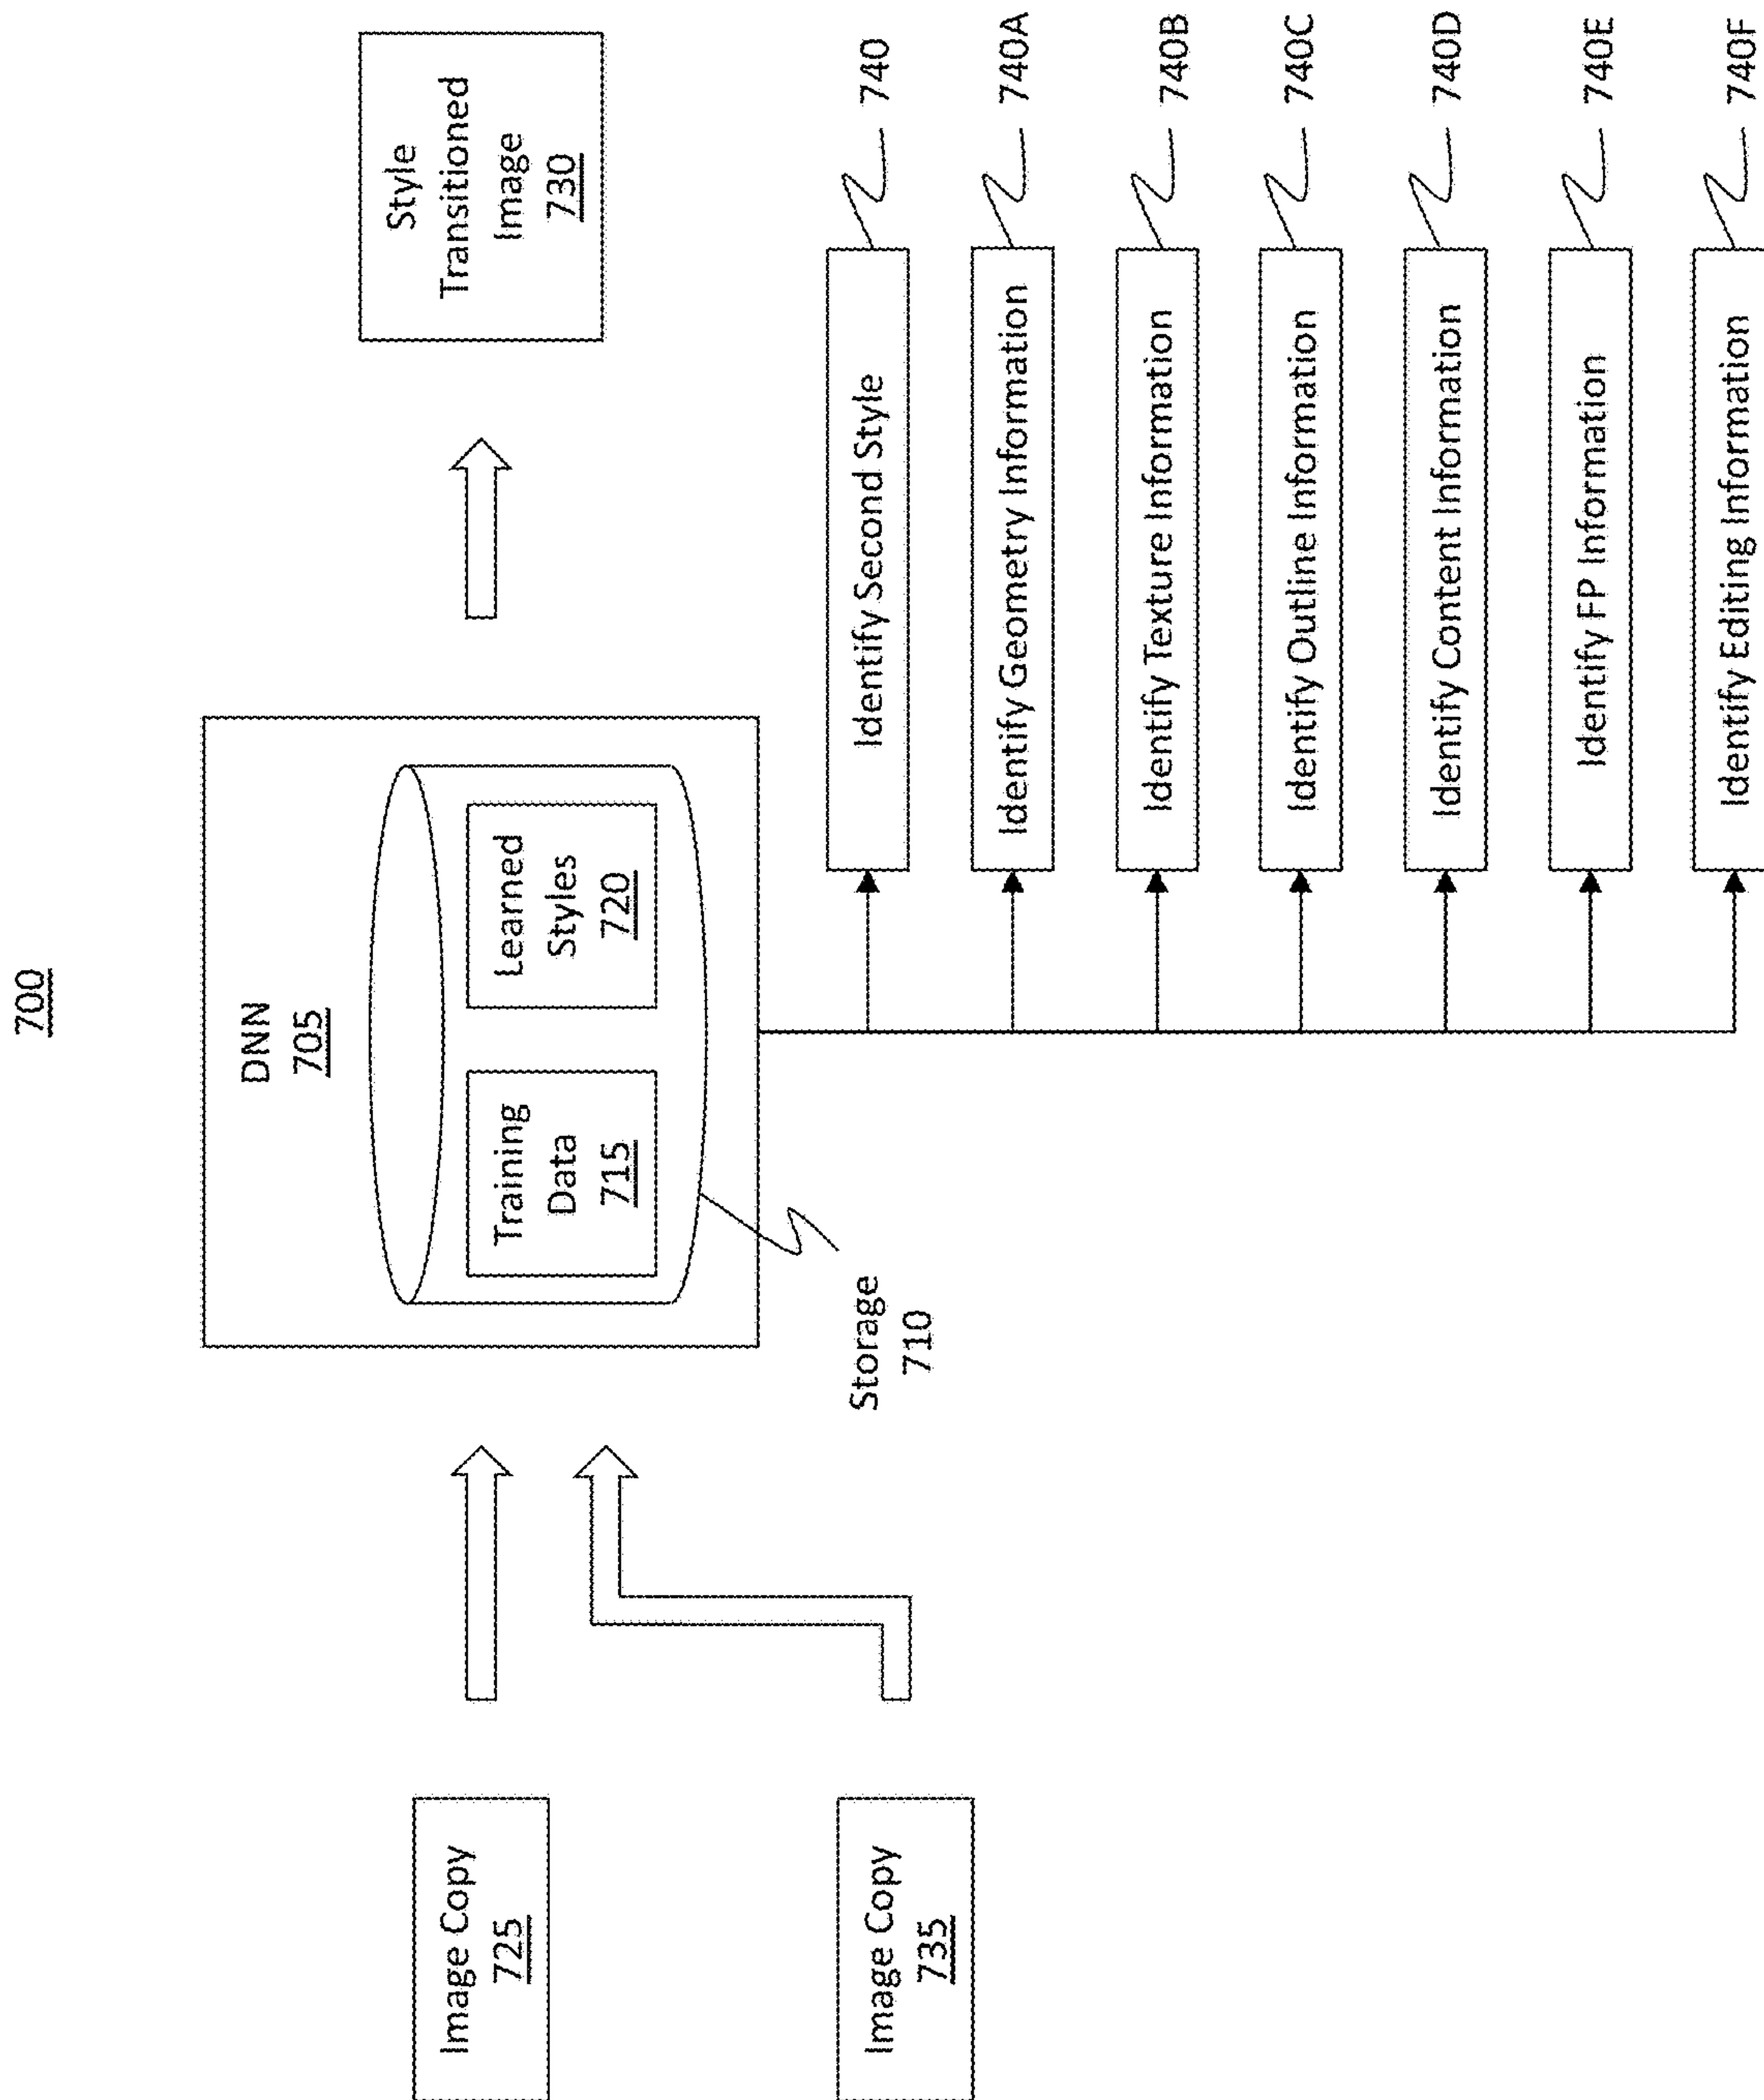 700
DNN
705
Training
Data
715
Learned
Styles
720
Storage
710
Image Copy
725
Image Copy
735
Style
Transitioned
Image
730
Identify Second Style
740
Identify Geometry Information
740A
Identify Texture Information
740B
Identify Outline Information
740C
Identify Content Information
740D
Identify FP Information
740E
Identify Editing Information
740F